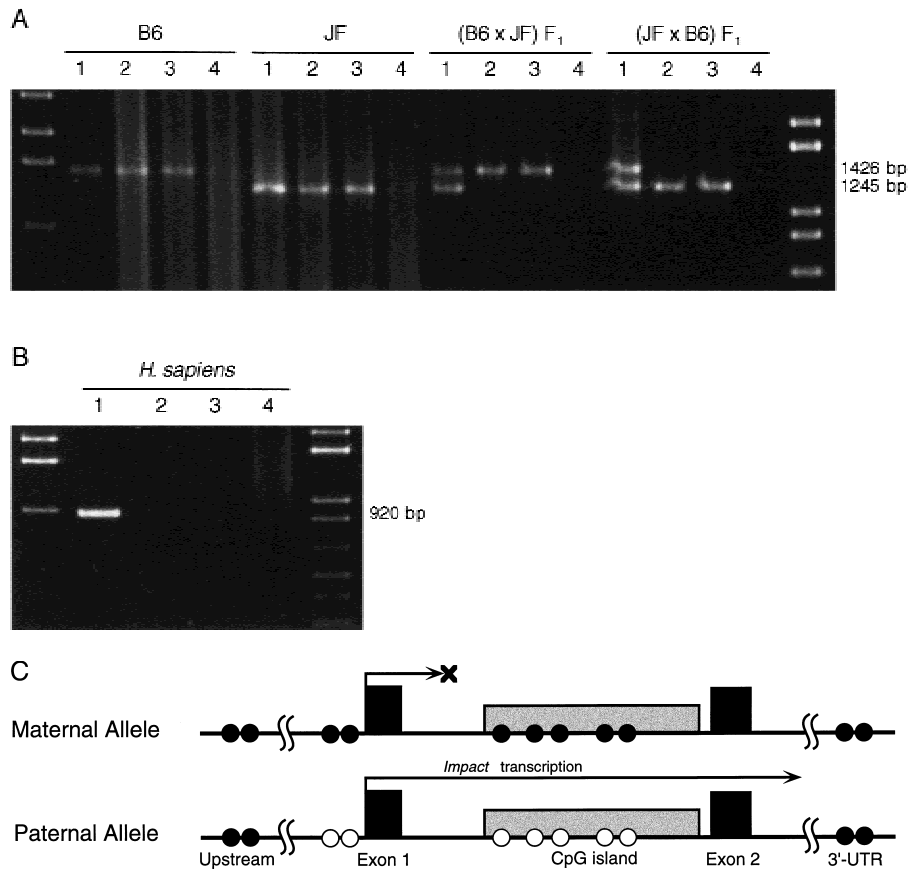 A
B6 JF (B6 x JF) F1 (JF x B6) F1
1 2 3 4 1 2 3 4 1 2 3 4 1 2 3 4
1426 bp
1245 bp
B
H. sapiens
1 2 3 4
920 bp
C
Maternal Allele
Impact transcription
Paternal Allele
Upstream Exon 1 CpG island Exon 2 3'-UTR